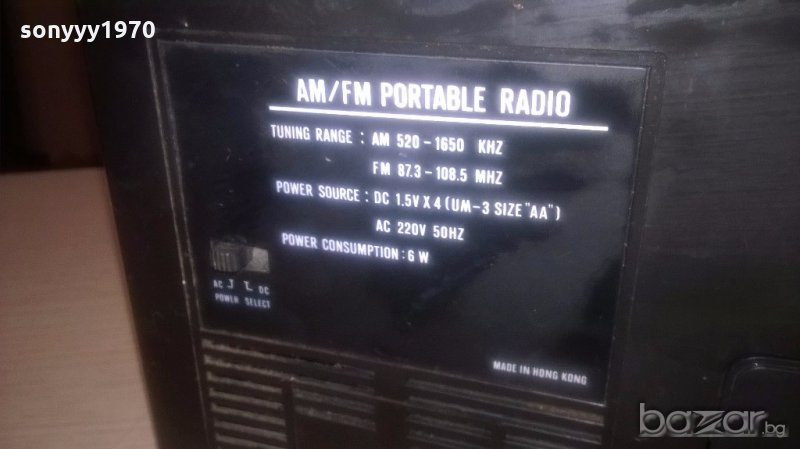 sonyyy1970
AM/FM PORTABLE RADIO
TUNING RANGE : AM 520 - 1650 KHZ
FM 87.3 - 108.5 MHZ
POWER SOURCE : DC 1.5V X 4 (UM-3 SIZE "AA")
AC 220V 50HZ
POWER CONSUMPTION : 6 W
AC DC
POWER SELECT
MADE IN HONG KONG
bazar.bg